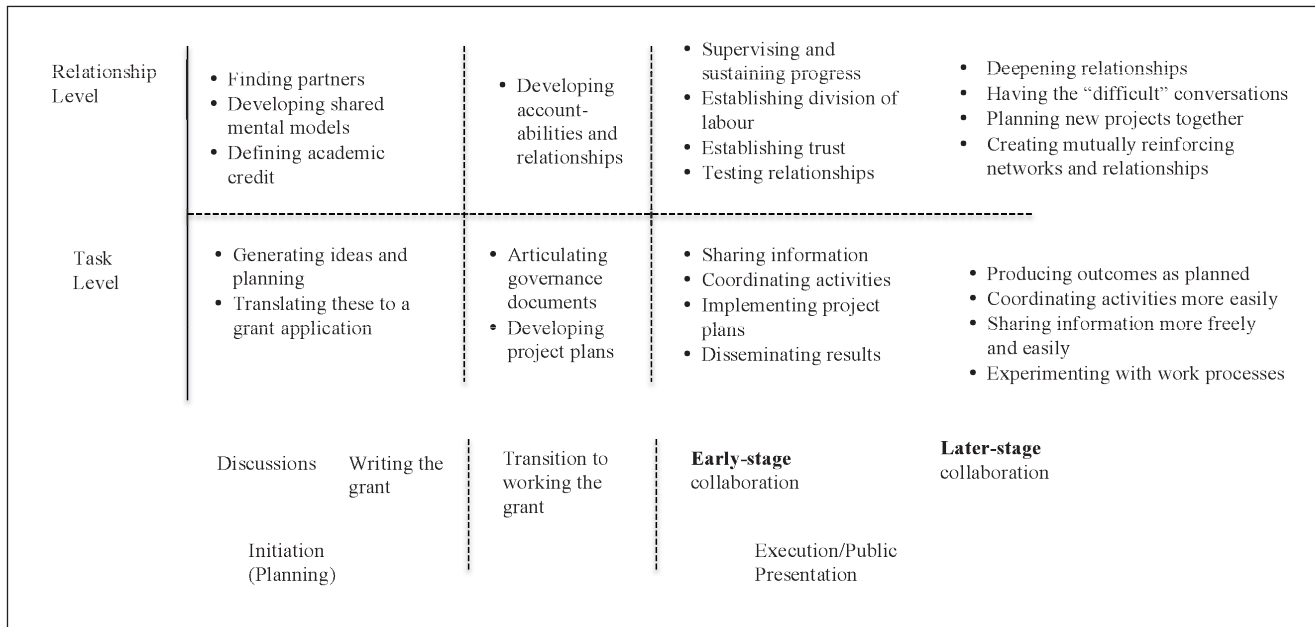 Relationship
Level
• Finding partners
• Developing shared
mental models
• Defining academic
credit
• Developing
account-
abilities and
relationships
• Supervising and
sustaining progress
• Establishing division of
labour
• Establishing trust
• Testing relationships
• Deepening relationships
• Having the “difficult” conversations
• Planning new projects together
• Creating mutually reinforcing
networks and relationships
Task
Level
• Generating ideas and
planning
• Translating these to a
grant application
• Articulating
governance
documents
• Developing
project plans
• Sharing information
• Coordinating activities
• Implementing project
plans
• Disseminating results
• Producing outcomes as planned
• Coordinating activities more easily
• Sharing information more freely
and easily
• Experimenting with work processes
Discussions
Writing the
grant
Transition to
working the
grant
Early-stage
collaboration
Later-stage
collaboration
Initiation
(Planning)
Execution/Public
Presentation